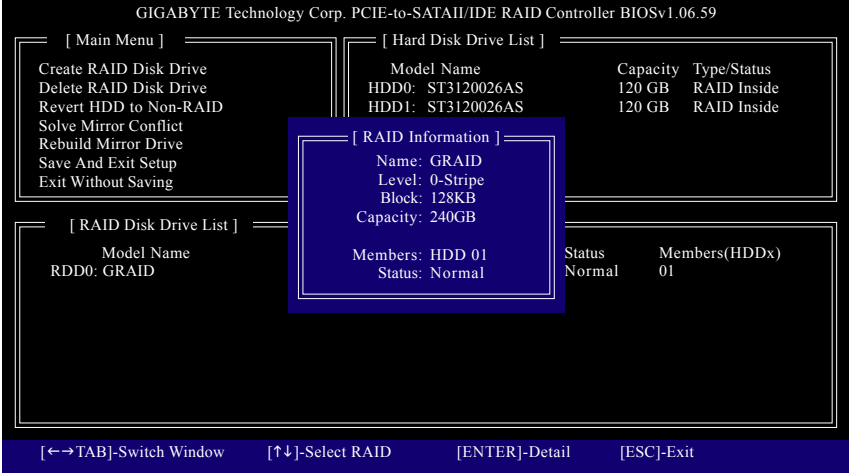 GIGABYTE Technology Corp. PCIE-to-SATAII/IDE RAID Controller BIOSv1.06.59
[ Main Menu ]
Create RAID Disk Drive
Delete RAID Disk Drive
Revert HDD to Non-RAID
Solve Mirror Conflict
Rebuild Mirror Drive
Save And Exit Setup
Exit Without Saving
[ Hard Disk Drive List ]
Model Name Capacity Type/Status
HDD0: ST3120026AS 120 GB RAID Inside
HDD1: ST3120026AS 120 GB RAID Inside
[ RAID Information ]
Name: GRAID
Level: 0-Stripe
Block: 128KB
Capacity: 240GB
Members: HDD 01
Status: Normal
[ RAID Disk Drive List ]
Model Name Status Members(HDDx)
RDD0: GRAID Normal 01
[←→TAB]-Switch Window [↑↓]-Select RAID [ENTER]-Detail [ESC]-Exit